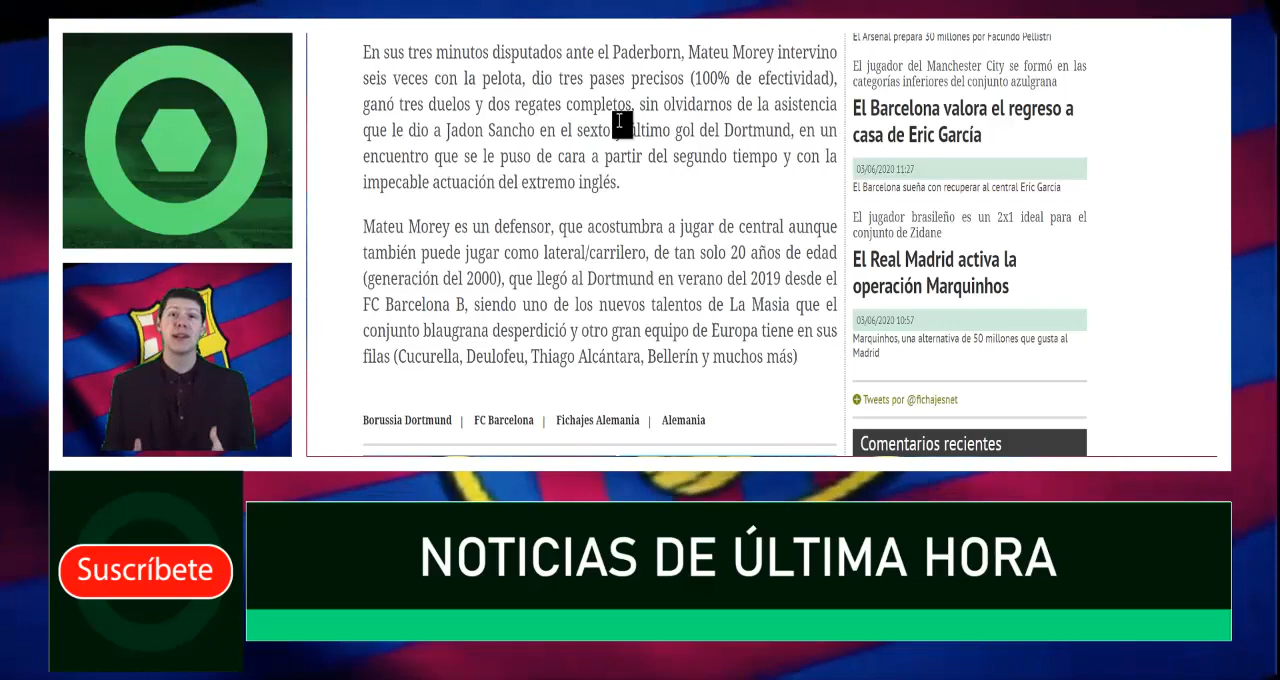 En sus tres minutos disputados ante el Paderborn, Mateu Morey intervino
seis veces con la pelota, dio tres pases precisos (100% de efectividad),
ganó tres duelos y dos regates completos, sin olvidarnos de la asistencia
que le dio a Jadon Sancho en el sexto último gol del Dortmund, en un
encuentro que se le puso de cara a partir del segundo tiempo y con la
impecable actuación del extremo inglés.
Mateu Morey es un defensor, que acostumbra a jugar de central aunque
también puede jugar como lateral/carrilero, de tan solo 20 años de edad
(generación del 2000), que llegó al Dortmund en verano del 2019 desde el
FC Barcelona B, siendo uno de los nuevos talentos de La Masia que el
conjunto blaugrana desperdició y otro gran equipo de Europa tiene en sus
filas (Cucurella, Deulofeu, Thiago Alcántara, Bellerín y muchos más)
Borussia Dortmund | FC Barcelona | Fichajes Alemania | Alemania
El Arsenal prepara 30 millones por Facundo Pellistri
El jugador del Manchester City se formó en las
categorías inferiores del conjunto azulgrana
El Barcelona valora el regreso a
casa de Eric García
03/06/2020 11:27
El Barcelona sueña con recuperar al central Eric Garcia
El jugador brasileño es un 2x1 ideal para el
conjunto de Zidane
El Real Madrid activa la
operación Marquinhos
03/06/2020 10:57
Marquinhos, una alternativa de 50 millones que gusta al
Madrid
Tweets por @fichajesnet
Comentarios recientes
Suscríbete
NOTICIAS DE ÚLTIMA HORA